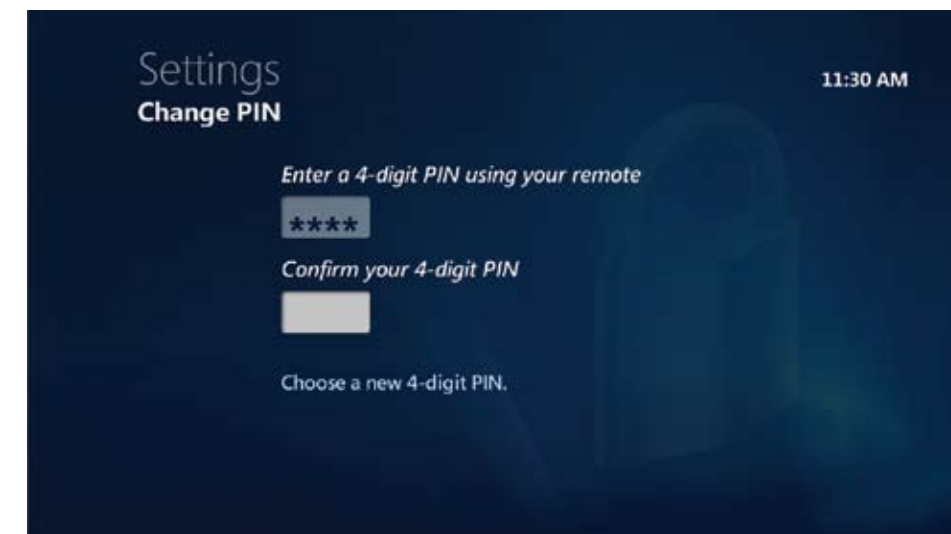 Settings
11:30 AM
Change PIN
Enter a 4-digit PIN using your remote
****
Confirm your 4-digit PIN
Choose a new 4-digit PIN.